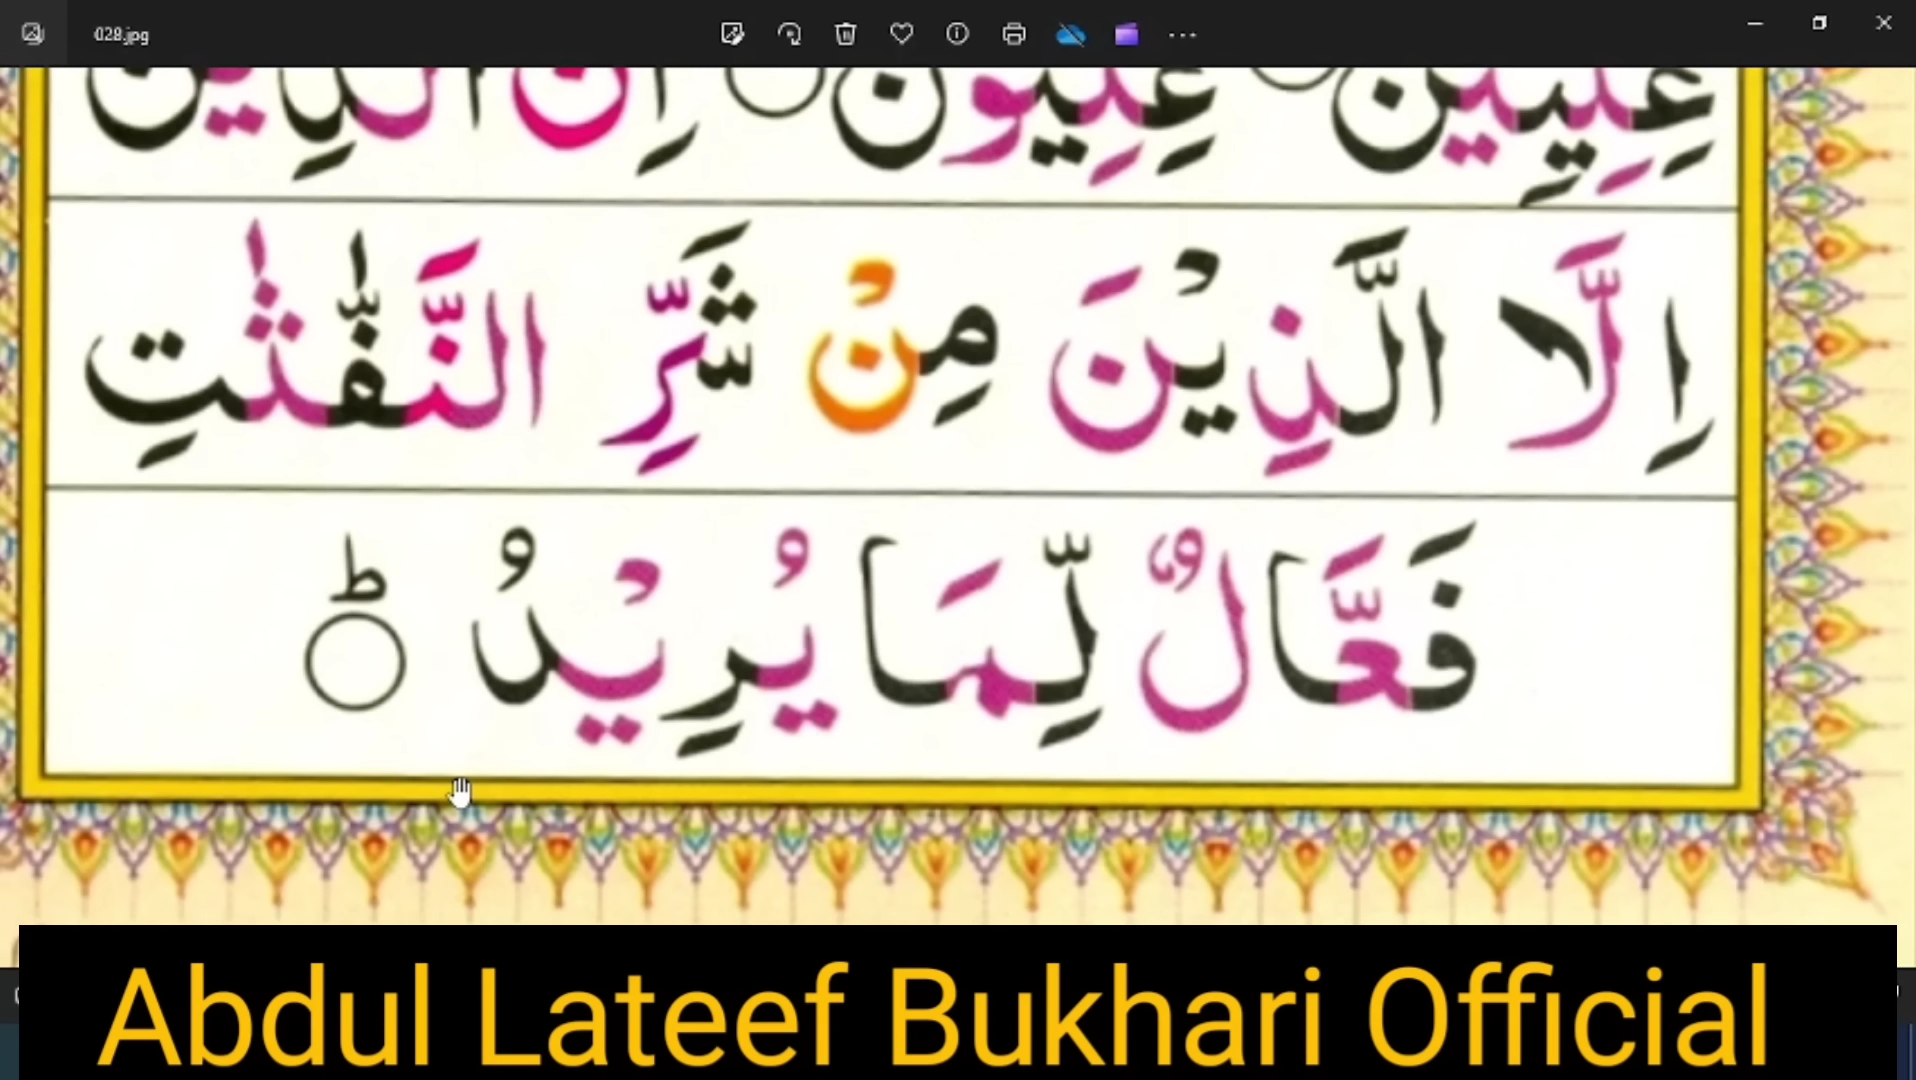 028.jpg
عِلِّيِّيْنَ ○ عِلِّيُّوْنَ ○ اِنَّ الَّذِيْنَ
اِلَّا الَّذِيْنَ مِنْ شَرِّ النَّفّٰثٰتِ
فَعَّالٌ لِّمَا يُرِيْدُ ○ ؕ
Abdul Lateef Bukhari Official